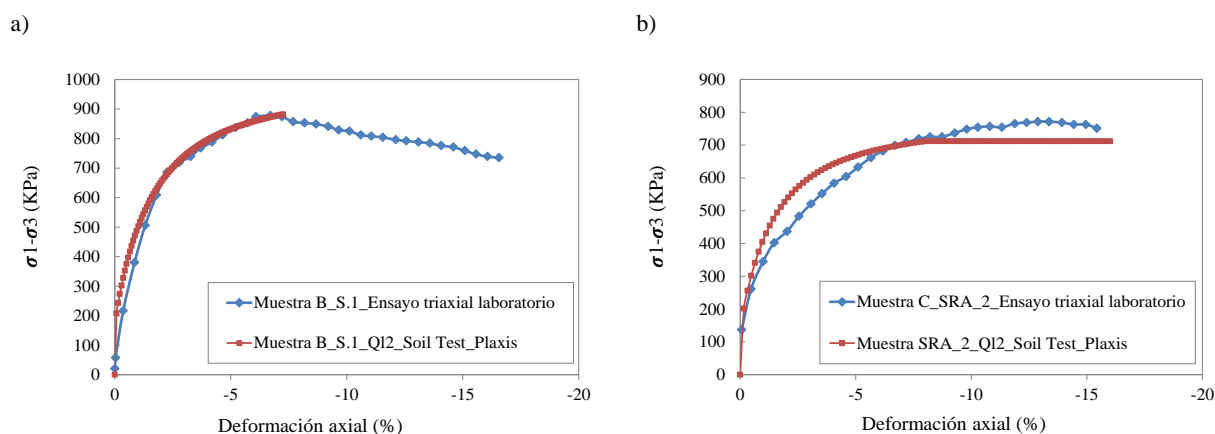 a)
1000
900
800
700
600
500
400
300
200
100
0
σ1-σ3 (KPa)
Muestra B_S.1_Ensayo triaxial laboratorio
Muestra B_S.1_Ql2_Soil Test_Plaxis
0 -5 -10 -15 -20
Deformación axial (%)
b)
900
800
700
600
500
400
300
200
100
0
σ1-σ3 (KPa)
Muestra C_SRA_2_Ensayo triaxial laboratorio
Muestra SRA_2_Ql2_Soil Test_Plaxis
0 -5 -10 -15 -20
Deformación axial (%)